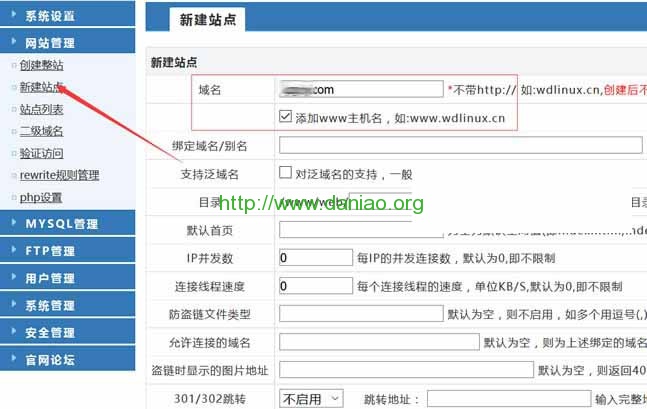 系统设置
网站管理
创建整站
新建站点
站点列表
二级域名
验证访问
rewrite规则管理
php设置
MYSQL管理
FTP管理
用户管理
系统管理
安全管理
官网论坛
新建站点
新建站点
域名 com *不带http:// 如:wdlinux.cn,创建后不
添加www主机名，如:www.wdlinux.cn
绑定域名/别名
支持泛域名 对泛域名的支持，一般
目录 /www/web/ 目录
http://www.daniao.org
默认首页
IP并发数 0 每IP的并发连接数，默认为0,即不限制
连接线程速度 0 每个连接线程的速度，单位KB/S,默认为0,即不限制
防盗链文件类型 默认为空，则不启用，如多个用逗号(,)
允许连接的域名 默认为空，则为上述绑定的域名
盗链时显示的图片地址 默认为空，则返回40
301/302跳转 不启用 跳转地址: 输入完整地